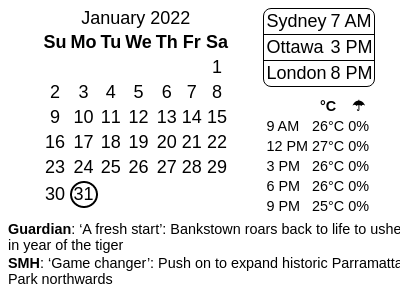 January 2022
Su Mo Tu We Th Fr Sa
1
2 3 4 5 6 7 8
9 10 11 12 13 14 15
16 17 18 19 20 21 22
23 24 25 26 27 28 29
30 31
Sydney 7 AM
Ottawa 3 PM
London 8 PM
°C ☂
9 AM 26°C 0%
12 PM 27°C 0%
3 PM 26°C 0%
6 PM 26°C 0%
9 PM 25°C 0%
Guardian: ‘A fresh start’: Bankstown roars back to life to ushe
in year of the tiger
SMH: ‘Game changer’: Push on to expand historic Parramatta
Park northwards